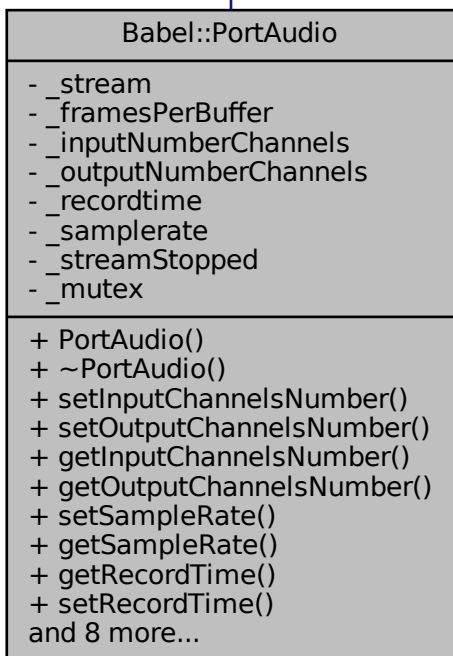 Babel::PortAudio
- _stream
- _framesPerBuffer
- _inputNumberChannels
- _outputNumberChannels
- _recordtime
- _samplerate
- _streamStopped
- _mutex
+ PortAudio()
+ ~PortAudio()
+ setInputChannelsNumber()
+ setOutputChannelsNumber()
+ getInputChannelsNumber()
+ getOutputChannelsNumber()
+ setSampleRate()
+ getSampleRate()
+ getRecordTime()
+ setRecordTime()
and 8 more...